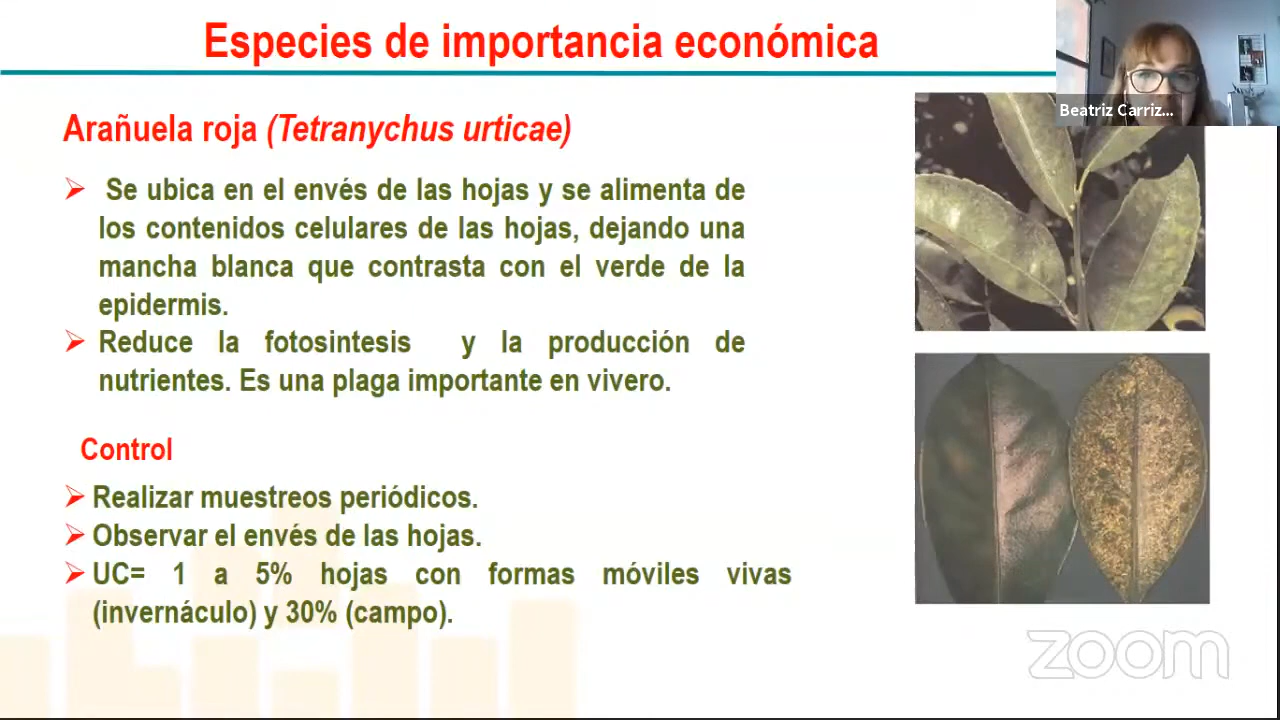 Especies de importancia económica
Beatriz Carriz...
Arañuela roja (Tetranychus urticae)
Se ubica en el envés de las hojas y se alimenta de
los contenidos celulares de las hojas, dejando una
mancha blanca que contrasta con el verde de la
epidermis.
Reduce la fotosintesis y la producción de
nutrientes. Es una plaga importante en vivero.
Control
Realizar muestreos periódicos.
Observar el envés de las hojas.
UC= 1 a 5% hojas con formas móviles vivas
(invernáculo) y 30% (campo).
zoom